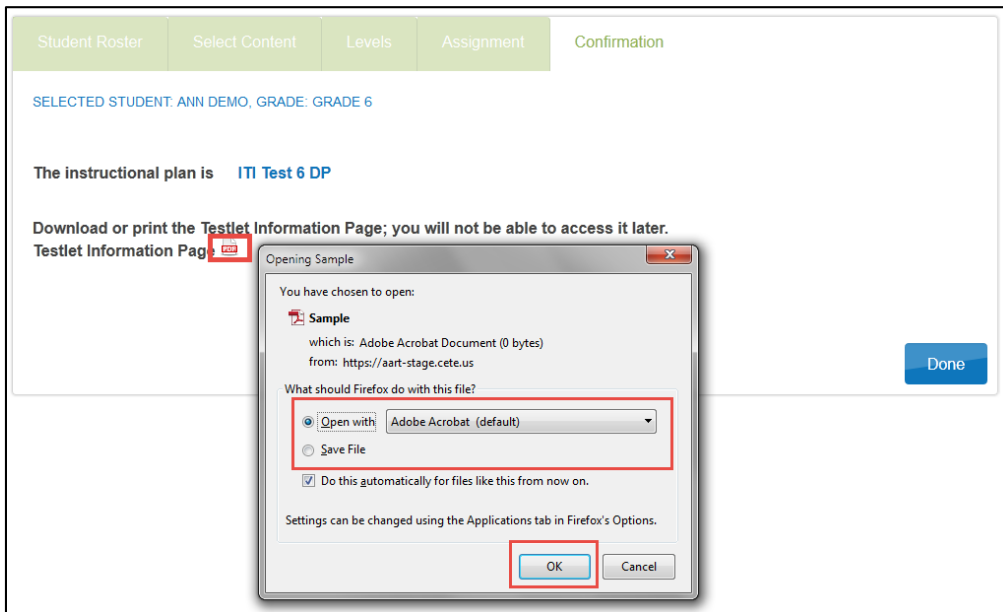 Student Roster Select Content Levels Assignment Confirmation
SELECTED STUDENT: ANN DEMO, GRADE: GRADE 6
The instructional plan is ITI Test 6 DP
Download or print the Testlet Information Page; you will not be able to access it later.
Testlet Information Page PDF
Opening Sample
You have chosen to open:
Sample
which is: Adobe Acrobat Document (0 bytes)
from: https://aart-stage.cete.us
What should Firefox do with this file?
Open with Adobe Acrobat (default)
Save File
Do this automatically for files like this from now on.
Settings can be changed using the Applications tab in Firefox's Options.
OK Cancel
Done